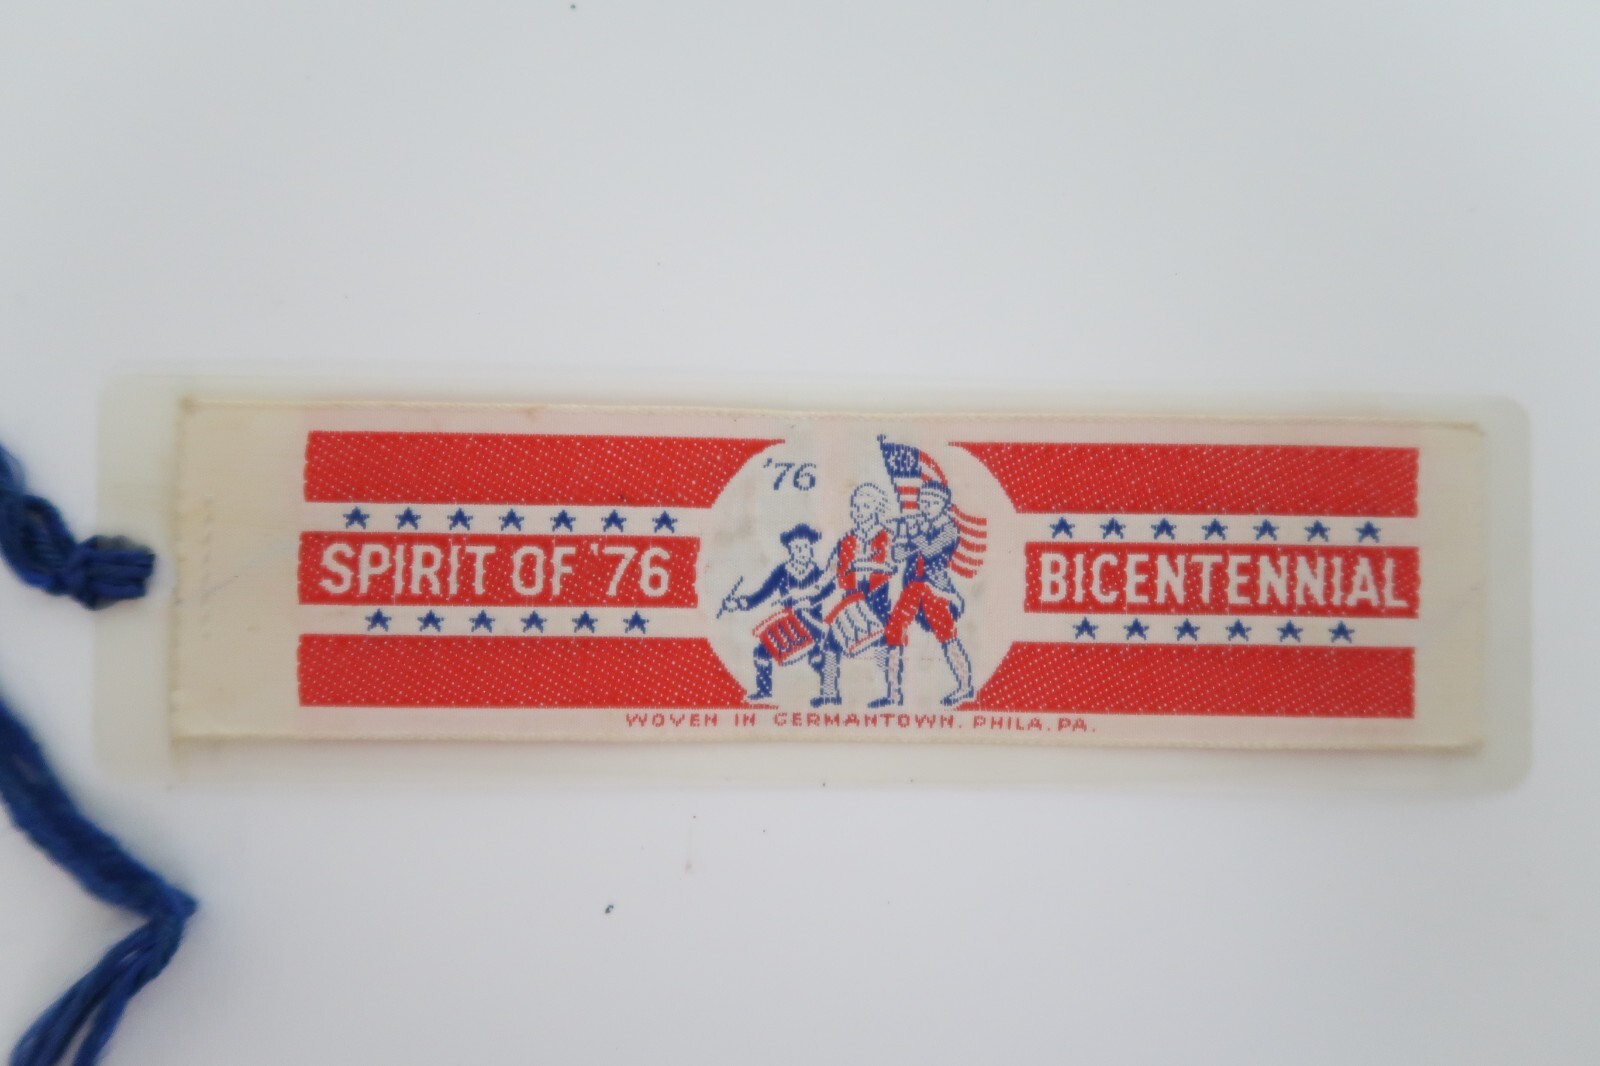 '76
SPIRIT OF '76
BICENTENNIAL
WOVEN IN GERMANTOWN. PHILA. PA.